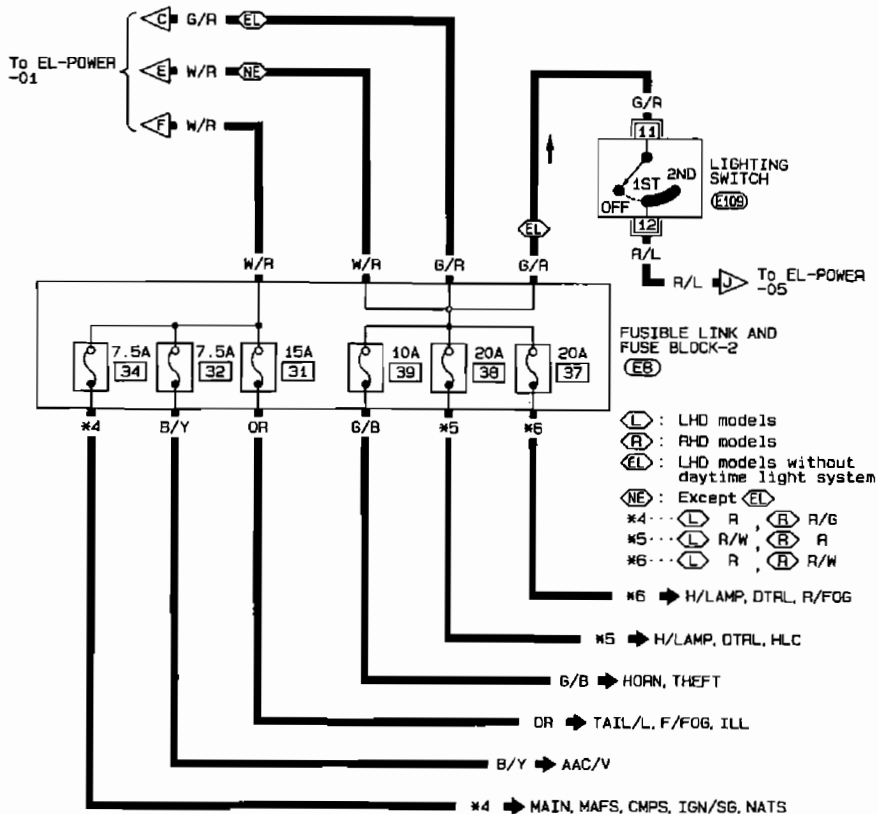 To EL-POWER
-01
C G/R EL
E W/R NE
F W/R
G/R
11
1ST 2ND
OFF
LIGHTING
SWITCH
E109
12
R/L
R/L J To EL-POWER
-05
EL
W/R W/R G/R G/R
7.5A 34
7.5A 32
15A 31
10A 39
20A 38
20A 37
FUSIBLE LINK AND
FUSE BLOCK-2
E8
*4 B/Y OR G/B *5 *6
L : LHD models
R : RHD models
EL : LHD models without
daytime light system
NE : Except EL
*4··· L R , R R/G
*5··· L R/W, R R
*6··· L R , R R/W
*6 H/LAMP, DTRL, R/FOG
*5 H/LAMP, DTRL, HLC
G/B HORN, THEFT
OR TAIL/L, F/FOG, ILL
B/Y AAC/V
*4 MAIN, MAFS, CMPS, IGN/SG, NATS